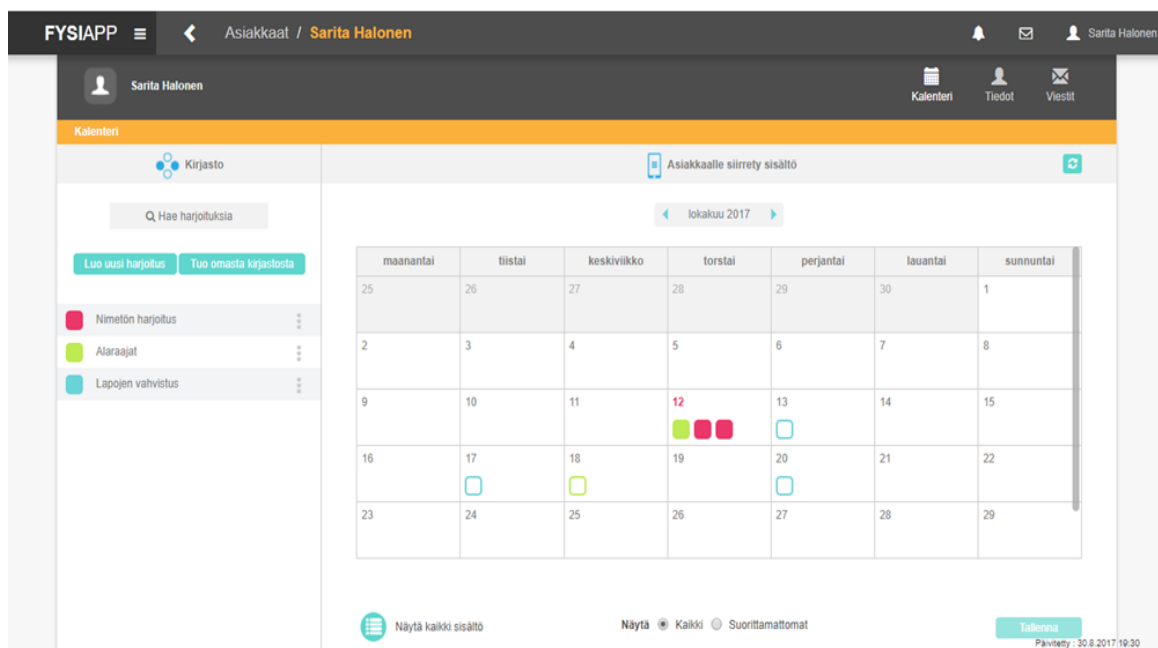 FYSIAPP Asiakkaat / Sarita Halonen Sarita Halonen
Sarita Halonen Kalenteri Tiedot Viestit
Kalenteri
Kirjasto Asiakkaalle siirrety sisältö
Hae harjoituksia lokakuu 2017
Luo uusi harjoitus Tuo omasta kirjastosta
maanantai tiistai keskiviikko torstai perjantai lauantai sunnuntai
25 26 27 28 29 30 1
Nimetön harjoitus
Alaraajat
2 3 4 5 6 7 8
Lapojen vahvistus
9 10 11 12 13 14 15
16 17 18 19 20 21 22
23 24 25 26 27 28 29
Näytä kaikki sisältö Näytä Kaikki Suorittamattomat Tallenna
Päivitetty : 30.8.2017 19:30